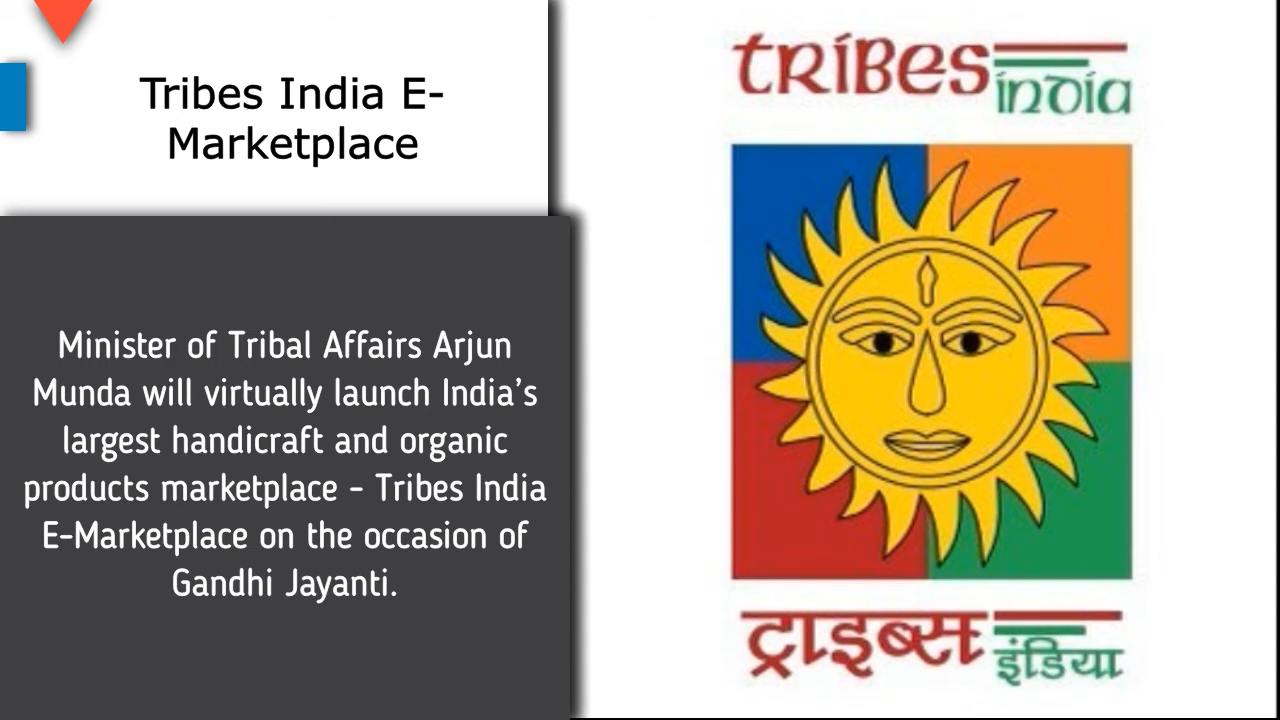 Tribes India E-
Marketplace
Minister of Tribal Affairs Arjun
Munda will virtually launch India's
largest handicraft and organic
products marketplace - Tribes India
E-Marketplace on the occasion of
Gandhi Jayanti.
tribes
india
ट्राइब्स
इंडिया